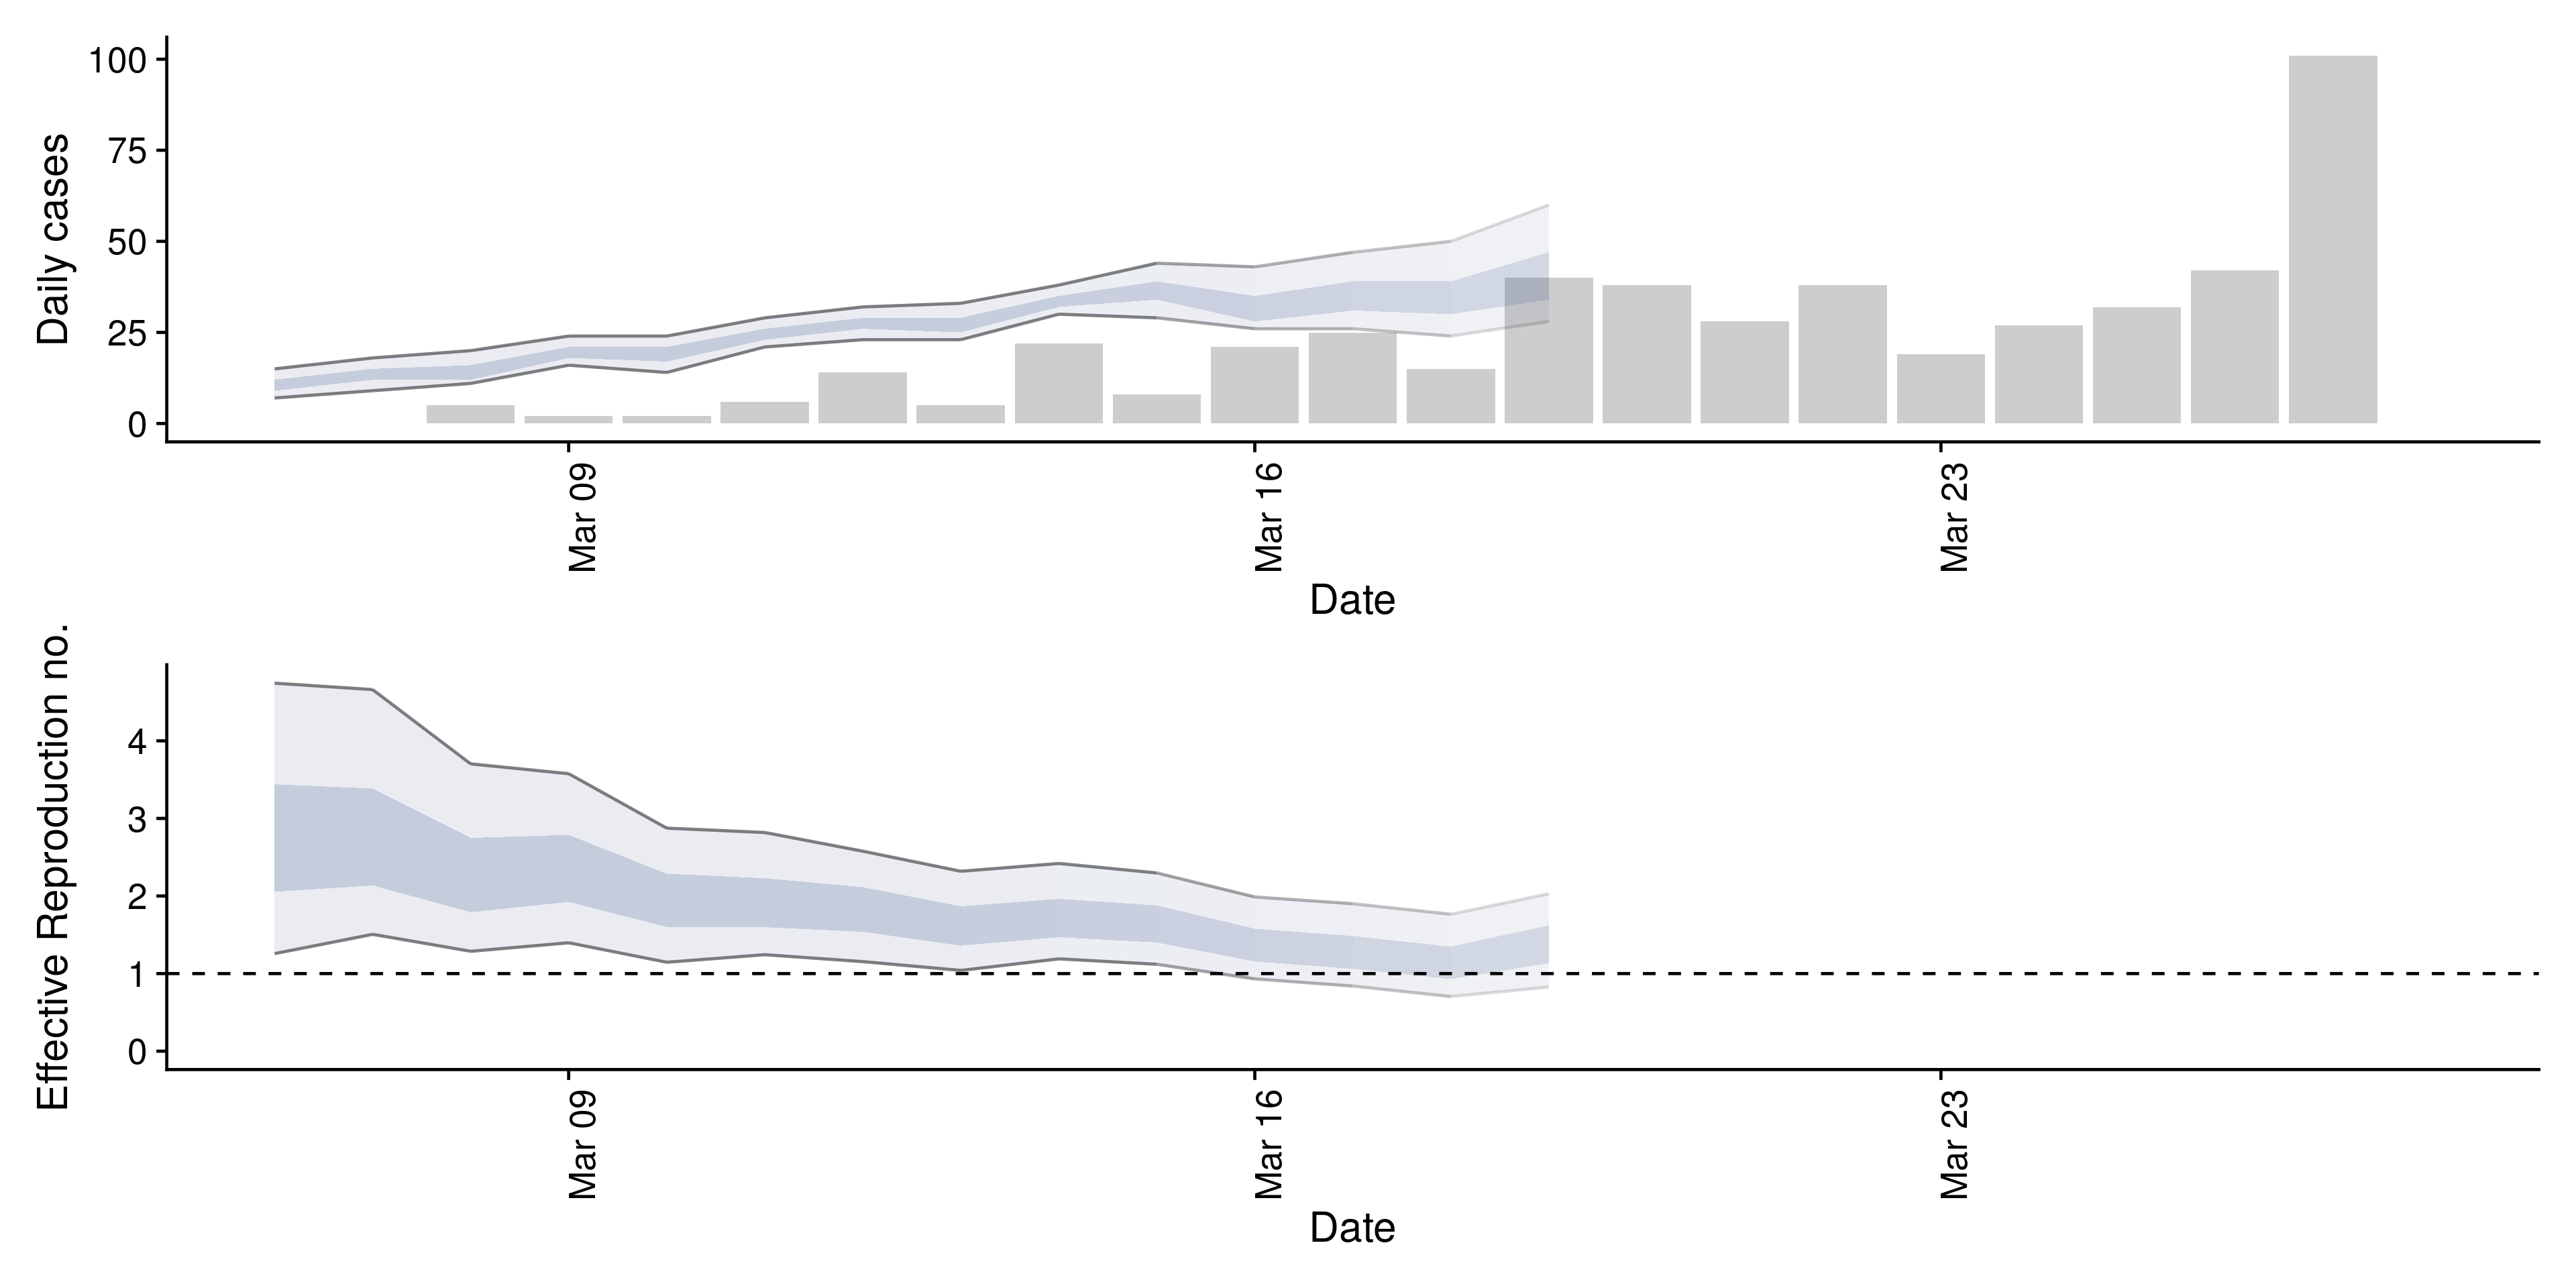 Daily cases
100
75
50
25
0
Mar 09
Mar 16
Mar 23
Date
Effective Reproduction no.
4
3
2
1
0
Mar 09
Mar 16
Mar 23
Date